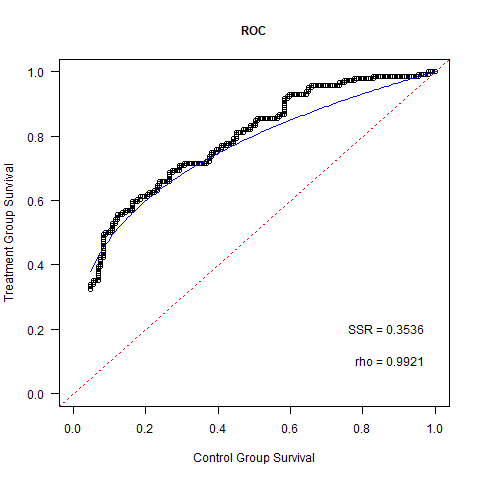 ROC
Treatment Group Survival
1.0
0.8
0.6
0.4
0.2
0.0
SSR = 0.3536
rho = 0.9921
0.0 0.2 0.4 0.6 0.8 1.0
Control Group Survival